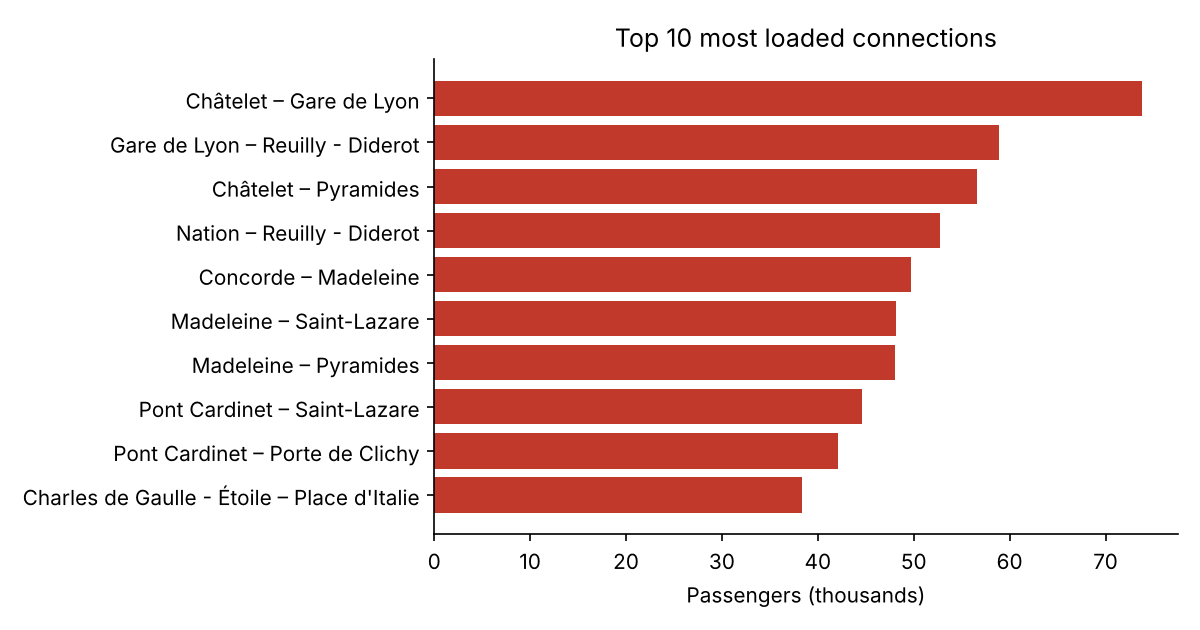 Top 10 most loaded connections
Châtelet – Gare de Lyon
Gare de Lyon – Reuilly - Diderot
Châtelet – Pyramides
Nation – Reuilly - Diderot
Concorde – Madeleine
Madeleine – Saint-Lazare
Madeleine – Pyramides
Pont Cardinet – Saint-Lazare
Pont Cardinet – Porte de Clichy
Charles de Gaulle - Étoile – Place d'Italie
0 10 20 30 40 50 60 70
Passengers (thousands)